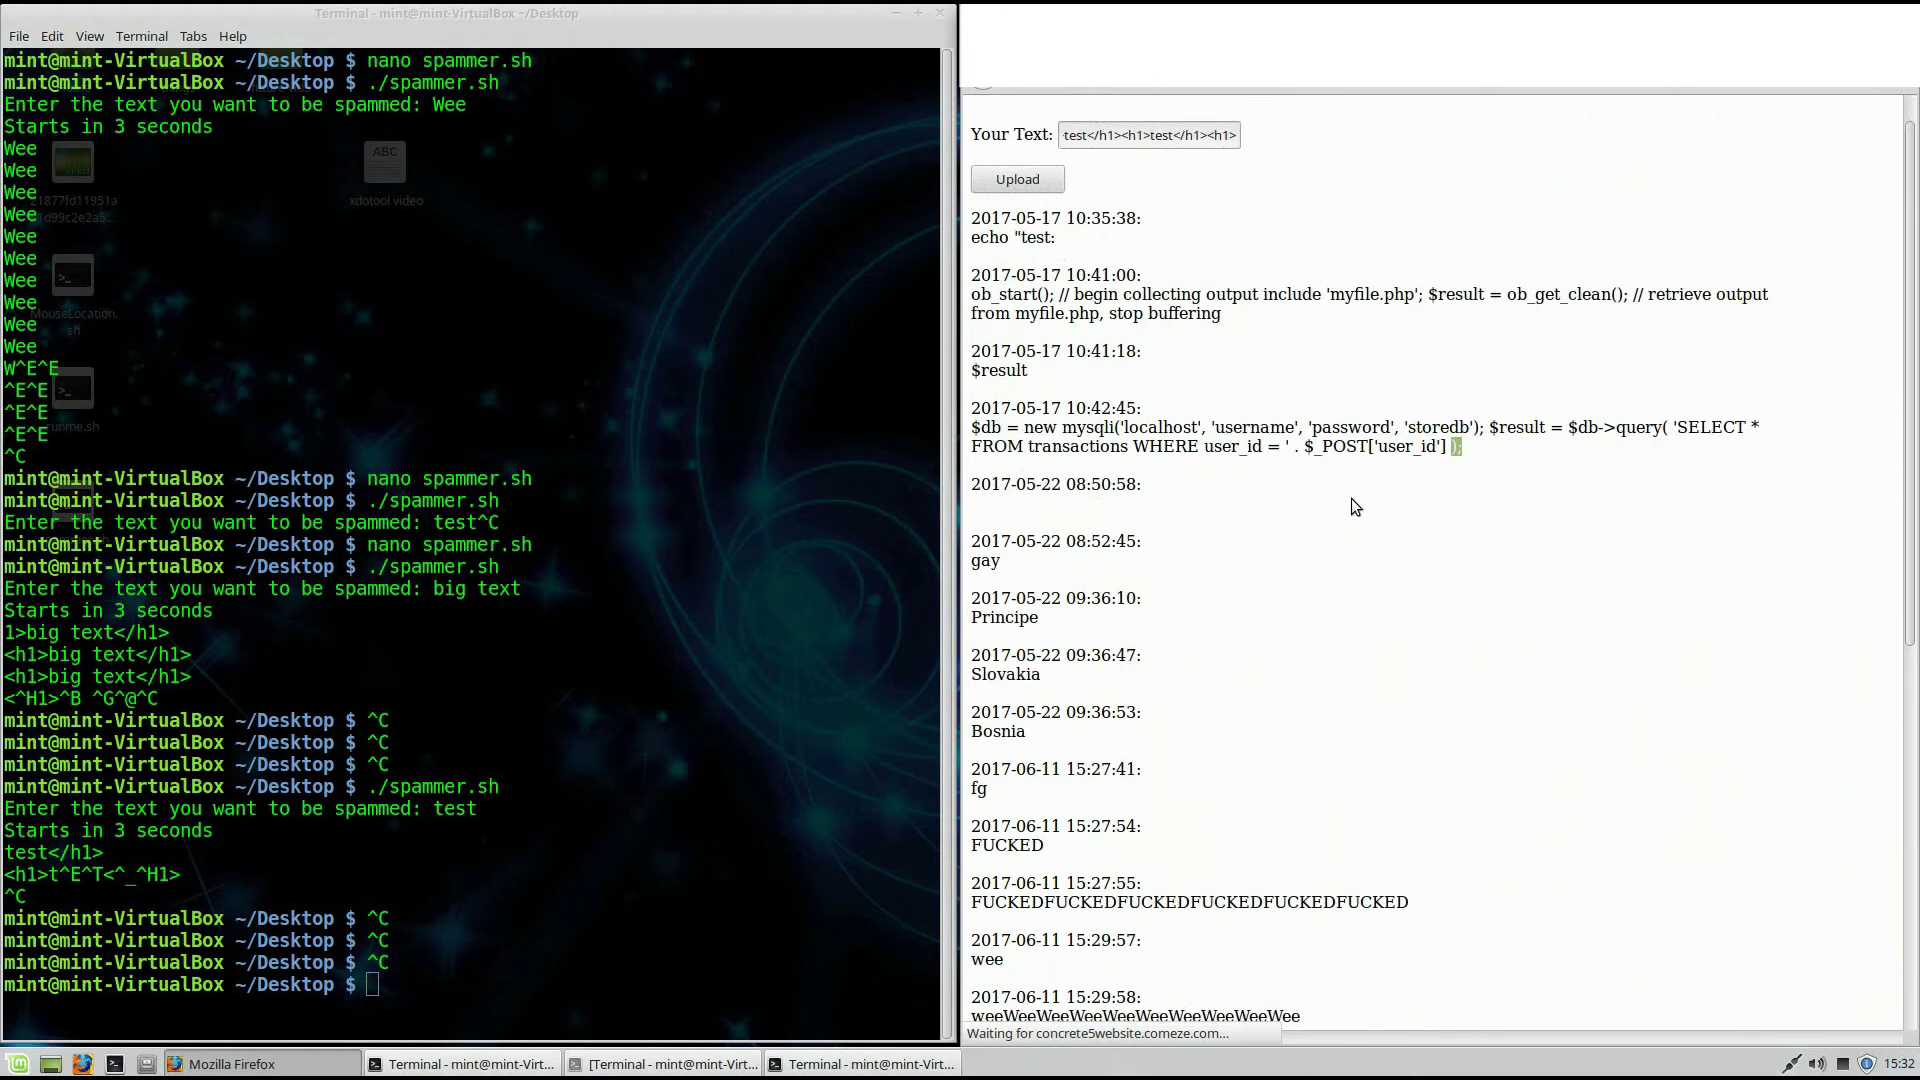 Terminal - mint@mint-VirtualBox ~/Desktop
File Edit View Terminal Tabs Help
mint@mint-VirtualBox ~/Desktop $ nano spammer.sh
mint@mint-VirtualBox ~/Desktop $ ./spammer.sh
Enter the text you want to be spammed: Wee
Starts in 3 seconds
Wee
Wee
Wee
Wee
Wee
Wee
Wee
Wee
Wee
Wee
W^E^E
^E^E
^E^E
^E^E
^C
mint@mint-VirtualBox ~/Desktop $ nano spammer.sh
mint@mint-VirtualBox ~/Desktop $ ./spammer.sh
Enter the text you want to be spammed: test^C
mint@mint-VirtualBox ~/Desktop $ nano spammer.sh
mint@mint-VirtualBox ~/Desktop $ ./spammer.sh
Enter the text you want to be spammed: big text
Starts in 3 seconds
1>big text</h1>
<h1>big text</h1>
<h1>big text</h1>
<^H1>^B ^G^@^C
mint@mint-VirtualBox ~/Desktop $ ^C
mint@mint-VirtualBox ~/Desktop $ ^C
mint@mint-VirtualBox ~/Desktop $ ^C
mint@mint-VirtualBox ~/Desktop $ ./spammer.sh
Enter the text you want to be spammed: test
Starts in 3 seconds
test</h1>
<h1>t^E^T<^_^H1>
^C
mint@mint-VirtualBox ~/Desktop $ ^C
mint@mint-VirtualBox ~/Desktop $ ^C
mint@mint-VirtualBox ~/Desktop $ ^C
mint@mint-VirtualBox ~/Desktop $
21877fd11951a
1d99c2e2a5...
ABC
xdotool video
MouseLocation.
sh
runme.sh
Your Text: test</h1><h1>test</h1><h1>
Upload
2017-05-17 10:35:38:
echo "test:
2017-05-17 10:41:00:
ob_start(); // begin collecting output include 'myfile.php'; $result = ob_get_clean(); // retrieve output
from myfile.php, stop buffering
2017-05-17 10:41:18:
$result
2017-05-17 10:42:45:
$db = new mysqli('localhost', 'username', 'password', 'storedb'); $result = $db->query( 'SELECT *
FROM transactions WHERE user_id = ' . $_POST['user_id'] );
2017-05-22 08:50:58:
2017-05-22 08:52:45:
gay
2017-05-22 09:36:10:
Principe
2017-05-22 09:36:47:
Slovakia
2017-05-22 09:36:53:
Bosnia
2017-06-11 15:27:41:
fg
2017-06-11 15:27:54:
FUCKED
2017-06-11 15:27:55:
FUCKEDFUCKEDFUCKEDFUCKEDFUCKEDFUCKED
2017-06-11 15:29:57:
wee
2017-06-11 15:29:58:
weeWeeWeeWeeWeeWeeWeeWeeWeeWee
Waiting for concrete5website.comeze.com...
Mozilla Firefox
Terminal - mint@mint-Virt...
[Terminal - mint@mint-Virt...
Terminal - mint@mint-Virt...
15:32